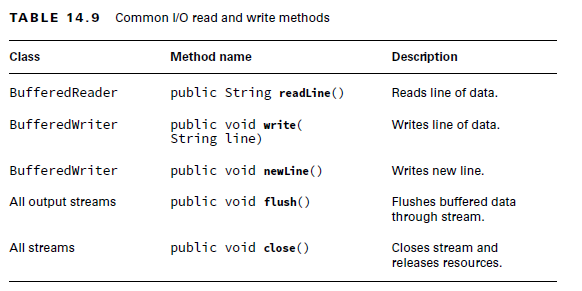 TABLE 14.9 Common I/O read and write methods
Class Method name Description
BufferedReader public String readLine() Reads line of data.
BufferedWriter public void write( Writes line of data.
String line)
BufferedWriter public void newLine() Writes new line.
All output streams public void flush() Flushes buffered data
through stream.
All streams public void close() Closes stream and
releases resources.